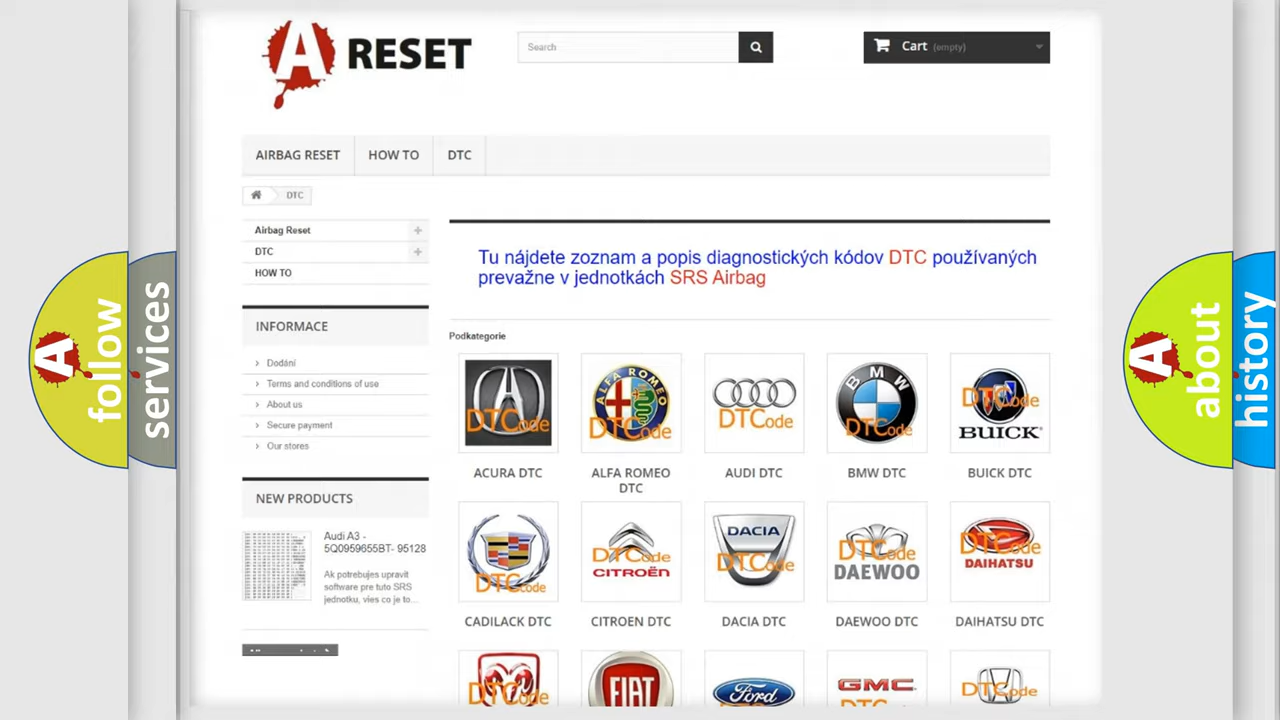 A RESET
Search
Cart (empty)
AIRBAG RESET
HOW TO
DTC
DTC
Airbag Reset
DTC
HOW TO
Tu nájdete zoznam a popis diagnostických kódov DTC používaných
prevažne v jednotkách SRS Airbag
INFORMACE
Dodání
Terms and conditions of use
About us
Secure payment
Our stores
NEW PRODUCTS
Audi A3 -
5Q0959655BT- 95128
Ak potrebujes upravit
software pre tuto SRS
jednotku, vies co je to...
Podkategorie
DTCode
ALFA ROMEO
DTCode
DTCode
BMW
DTCode
DTCode
BUICK
ACURA DTC
ALFA ROMEO
DTC
AUDI DTC
BMW DTC
BUICK DTC
DTCode
DTCode
CITROËN
DACIA
DTCode
DTCode
DAEWOO
DTCode
DAIHATSU
CADILACK DTC
CITROEN DTC
DACIA DTC
DAEWOO DTC
DAIHATSU DTC
DTCode
FIAT
Ford
GMC
DTCode
A follow
services
A about
history